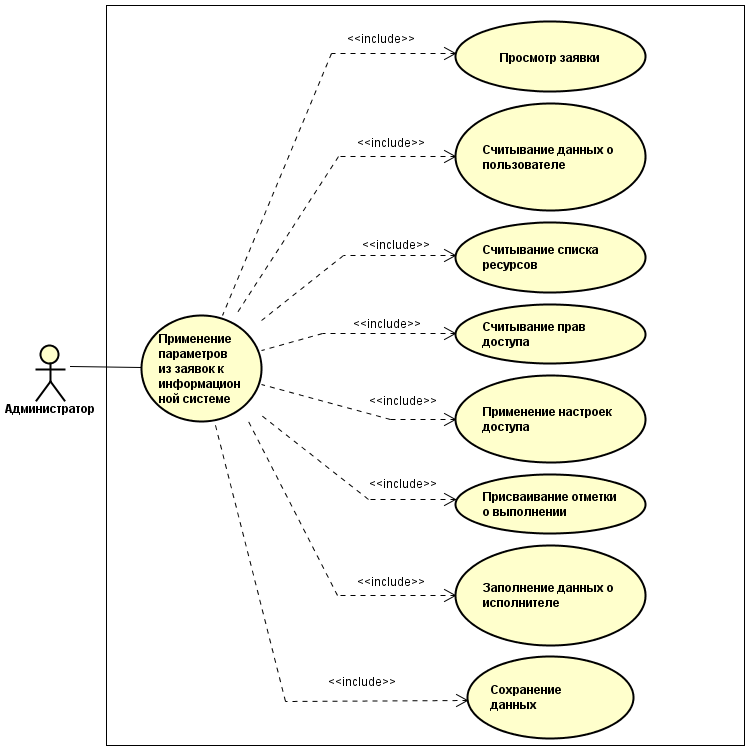 <<include>>
Просмотр заявки
<<include>>
Считывание данных о
пользователе
<<include>>
Считывание списка
ресурсов
<<include>>
Считывание прав
доступа
Применение
параметров
из заявок к
информацион
ной системе
Администратор
<<include>>
Применение настроек
доступа
<<include>>
Присваивание отметки
о выполнении
<<include>>
Заполнение данных о
исполнителе
<<include>>
Сохранение
данных